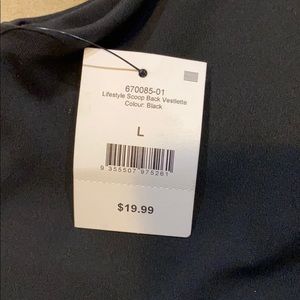 670085-01
Lifestyle Scoop Back Vestlette
Colour: Black
L
9 355507 975261
$19.99